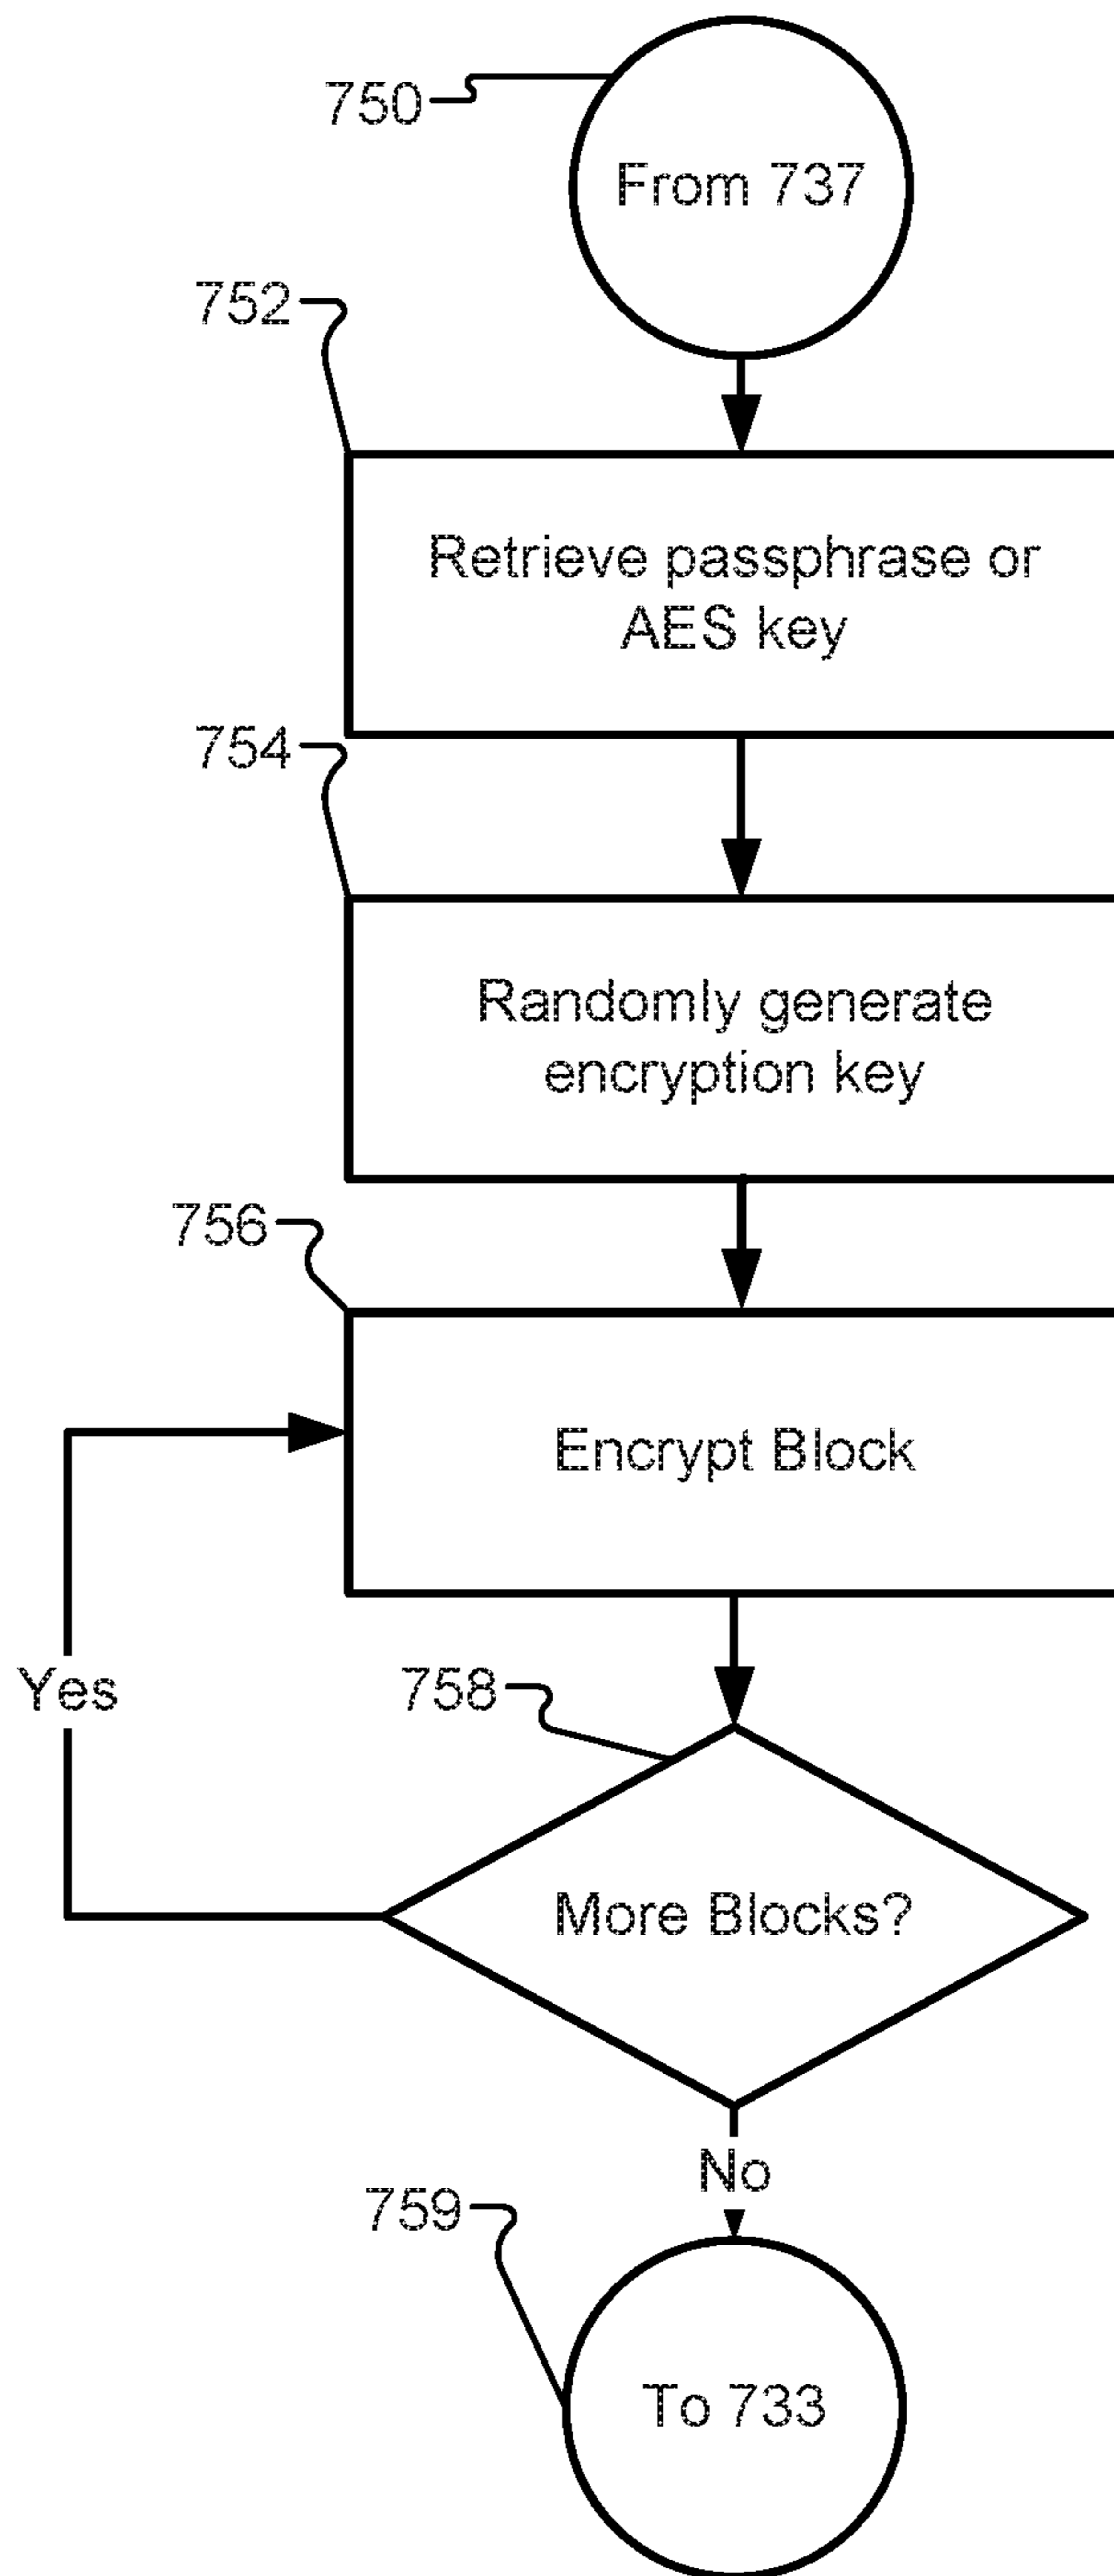 750
From 737
752
Retrieve passphrase or
AES key
754
Randomly generate
encryption key
756
Encrypt Block
Yes
758
More Blocks?
No
759
To 733